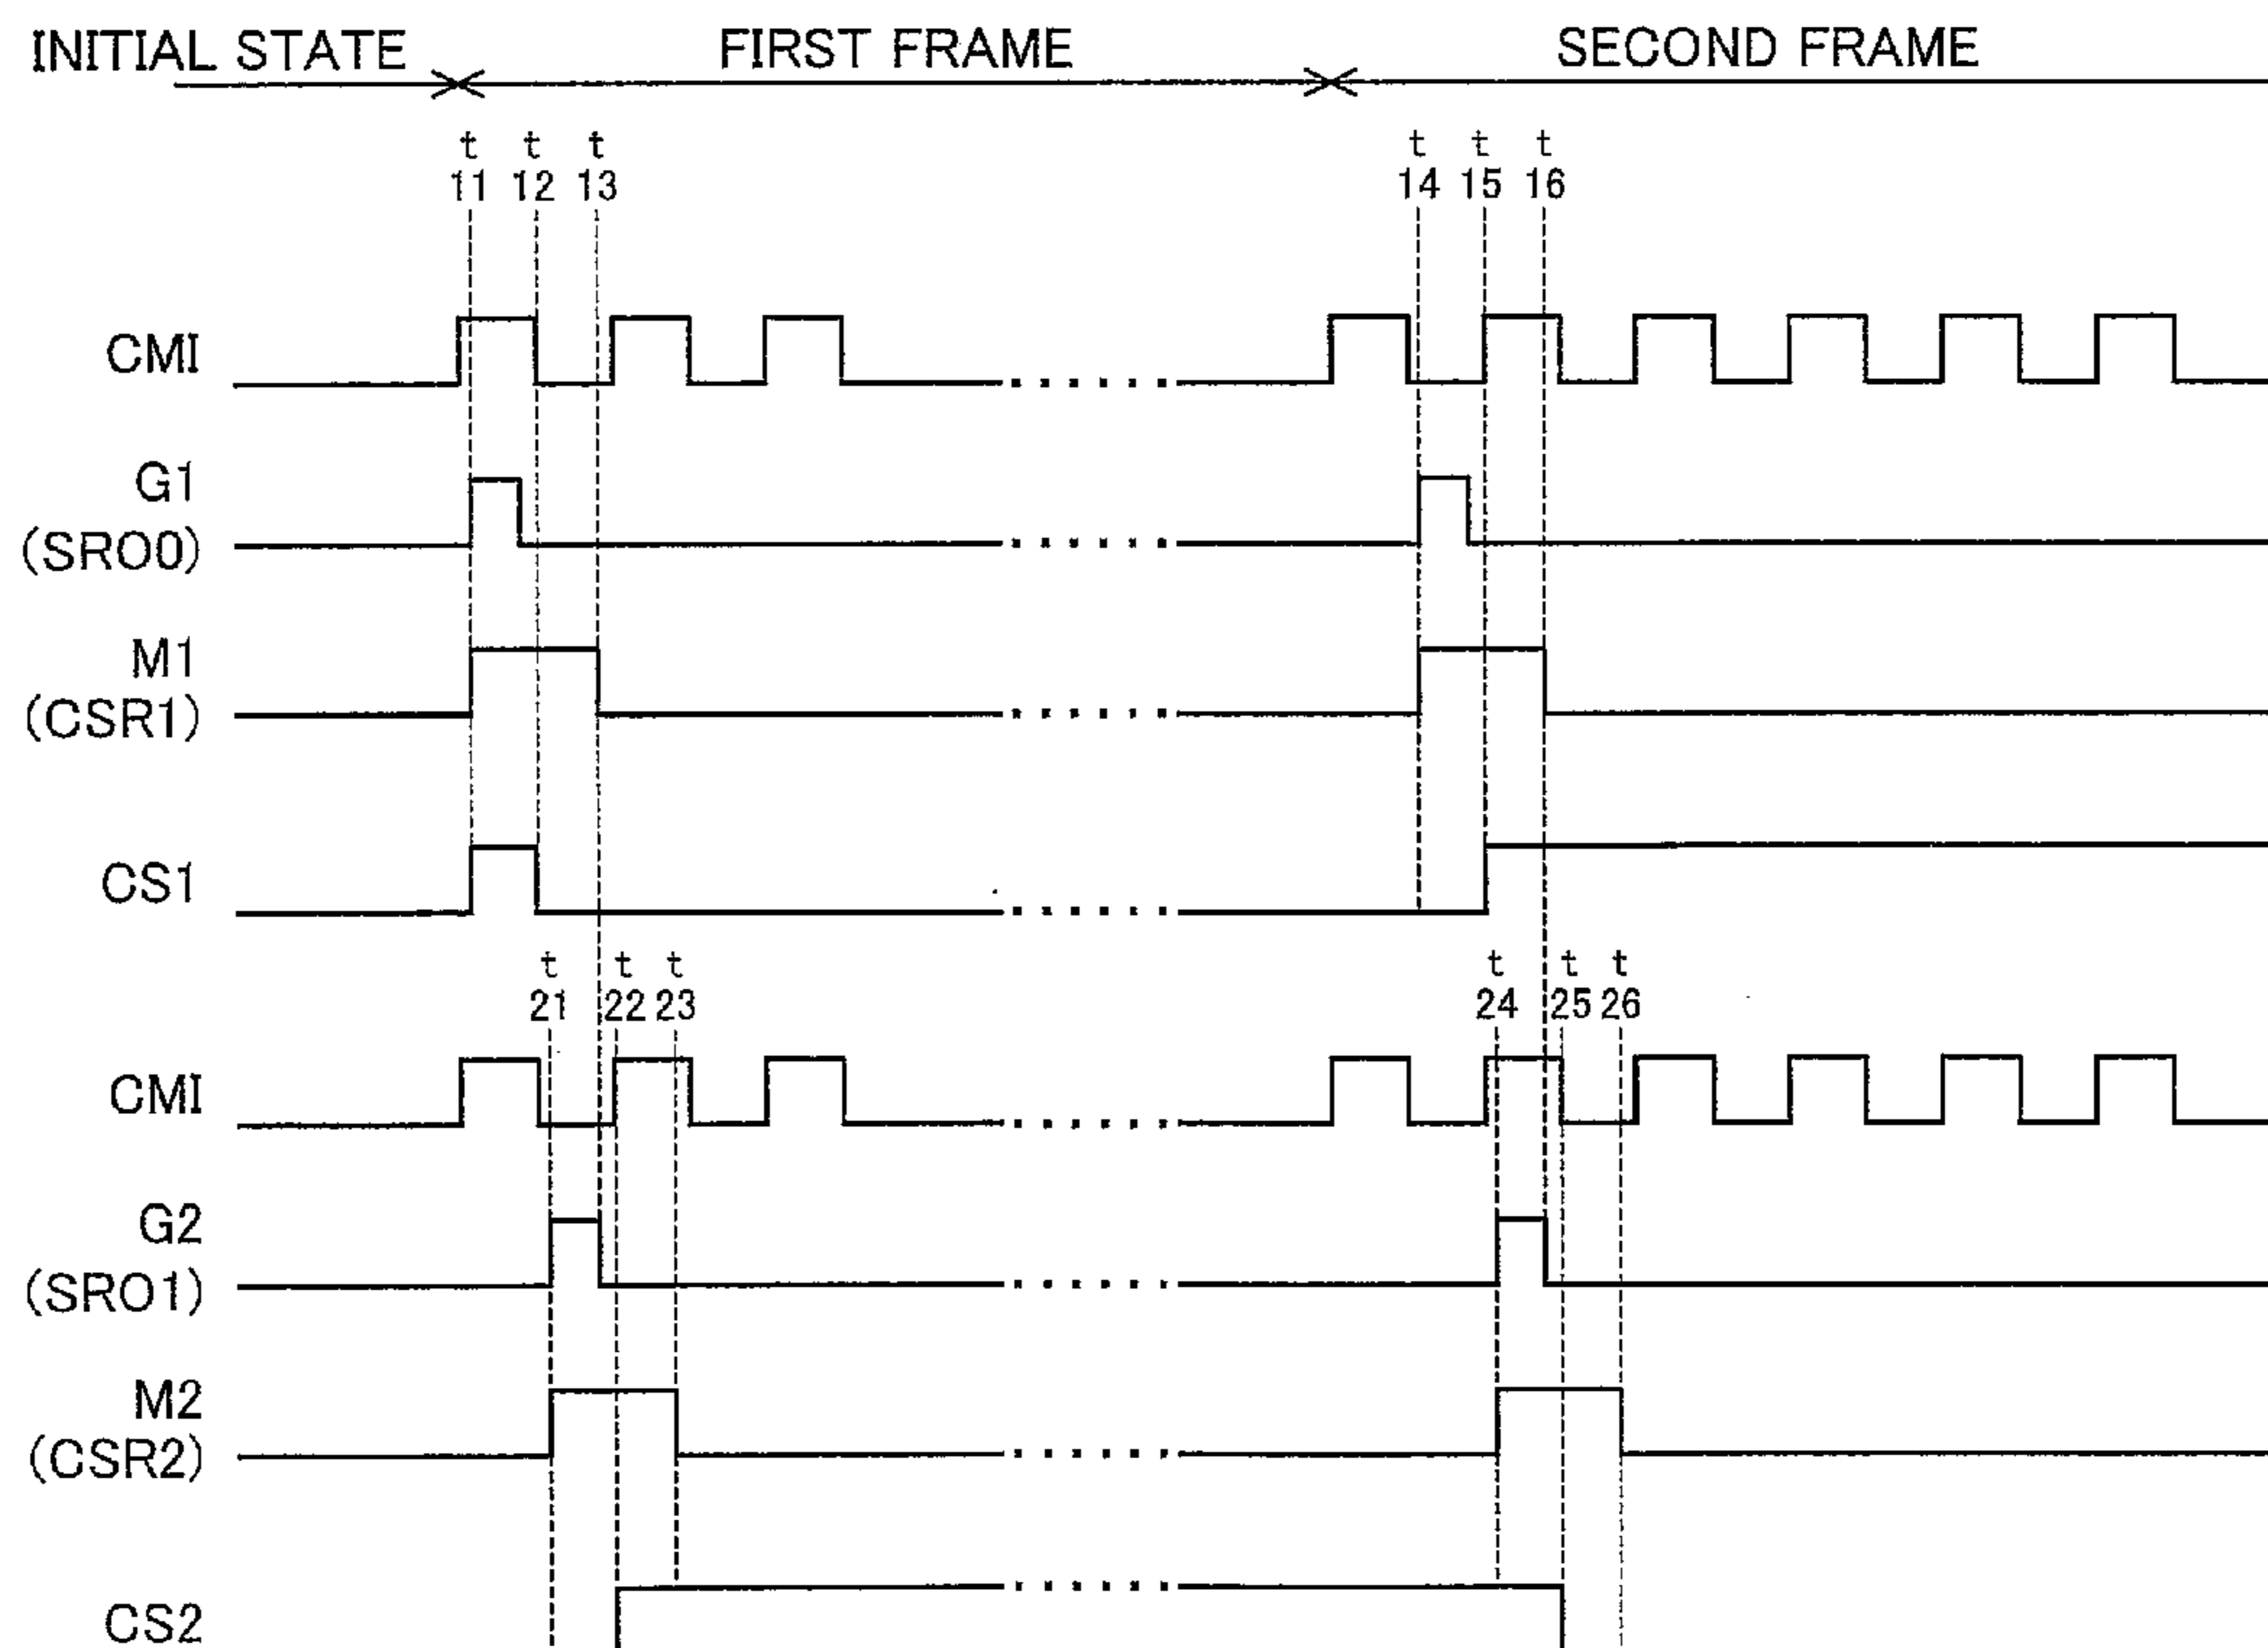 INITIAL STATE FIRST FRAME SECOND FRAME
t t t t t t
11 12 13 14 15 16
CMI
G1
(SRO0)
M1
(CSR1)
CS1
t t t t t t
21 22 23 24 25 26
CMI
G2
(SRO1)
M2
(CSR2)
CS2